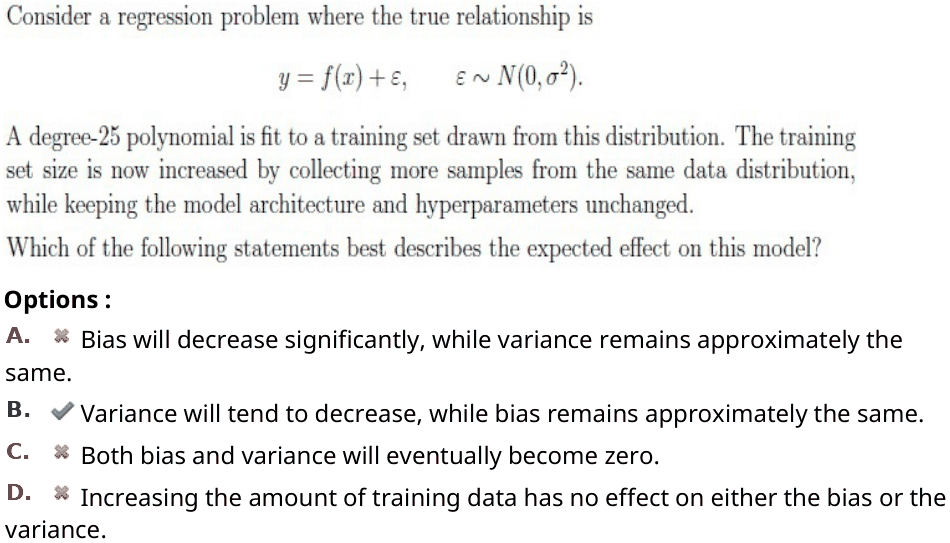 Consider a regression problem where the true relationship is
y = f(x) + ε,  ε ~ N(0, σ²).
A degree-25 polynomial is fit to a training set drawn from this distribution. The training
set size is now increased by collecting more samples from the same data distribution,
while keeping the model architecture and hyperparameters unchanged.
Which of the following statements best describes the expected effect on this model?
Options :
A. ✖ Bias will decrease significantly, while variance remains approximately the
same.
B. ✔ Variance will tend to decrease, while bias remains approximately the same.
C. ✖ Both bias and variance will eventually become zero.
D. ✖ Increasing the amount of training data has no effect on either the bias or the
variance.